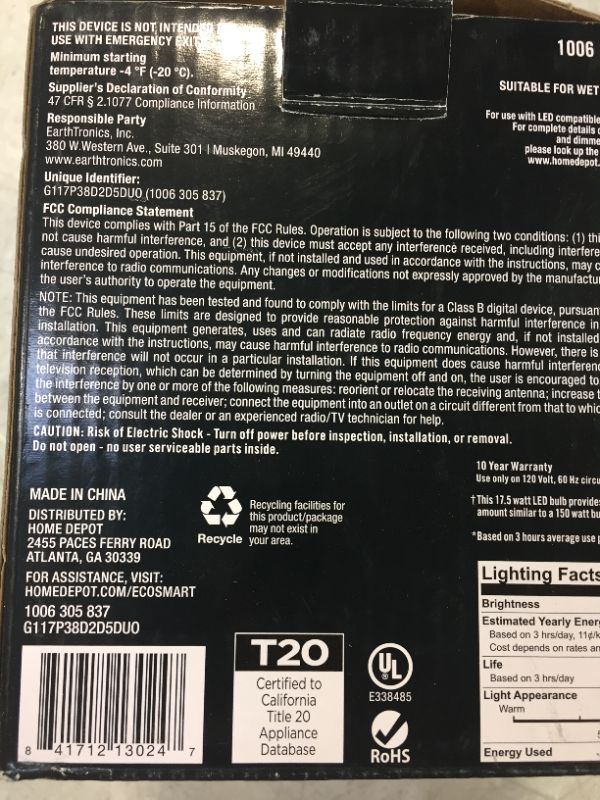 THIS DEVICE IS NOT INTENDED
USE WITH EMERGENCY EXIT
Minimum starting
temperature -4 °F (-20 °C).
Supplier's Declaration of Conformity
47 CFR § 2.1077 Compliance Information
Responsible Party
EarthTronics, Inc.
380 W.Western Ave., Suite 301 I Muskegon, MI 49440
www.earthtronics.com
Unique Identifier:
G117P38D2D5DUO (1006 305 837)
FCC Compliance Statement
This device complies with Part 15 of the FCC Rules. Operation is subject to the following two conditions: (1) thi
not cause harmful interference, and (2) this device must accept any interference received, including interfere
cause undesired operation. This equipment, if not installed and used in accordance with the instructions, may c
interference to radio communications. Any changes or modifications not expressly approved by the manufactur
the user's authority to operate the equipment.
NOTE: This equipment has been tested and found to comply with the limits for a Class B digital device, pursuan
the FCC Rules. These limits are designed to provide reasonable protection against harmful interference in
installation. This equipment generates, uses and can radiate radio frequency energy and, if not installed
accordance with the instructions, may cause harmful interference to radio communications. However, there is
that interference will not occur in a particular installation. If this equipment does cause harmful interferenc
television reception, which can be determined by turning the equipment off and on, the user is encouraged to
the interference by one or more of the following measures: reorient or relocate the receiving antenna; increase t
between the equipment and receiver; connect the equipment into an outlet on a circuit different from that to whic
is connected; consult the dealer or an experienced radio/TV technician for help.
CAUTION: Risk of Electric Shock - Turn off power before inspection, installation, or removal.
Do not open - no user serviceable parts inside.
1006
SUITABLE FOR WET
For use with LED compatible
For complete details
and dimme
please look up the
www.homedepot.
10 Year Warranty
Use only on 120 Volt, 60 Hz circu
†This 17.5 watt LED bulb provides
amount similar to a 150 watt bu
*Based on 3 hours average use
MADE IN CHINA
DISTRIBUTED BY:
HOME DEPOT
2455 PACES FERRY ROAD
ATLANTA, GA 30339
FOR ASSISTANCE, VISIT:
HOMEDEPOT.COM/ECOSMART
1006 305 837
G117P38D2D5DUO
Recycle
Recycling facilities for
this product/package
may not exist in
your area.
8 41712 13024 7
T20
Certified to
California
Title 20
Appliance
Database
UL
E338485
RoHS
Lighting Facts
Brightness
Estimated Yearly Energ
Based on 3 hrs/day, 11¢/k
Cost depends on rates an
Life
Based on 3 hrs/day
Light Appearance
Warm
Energy Used